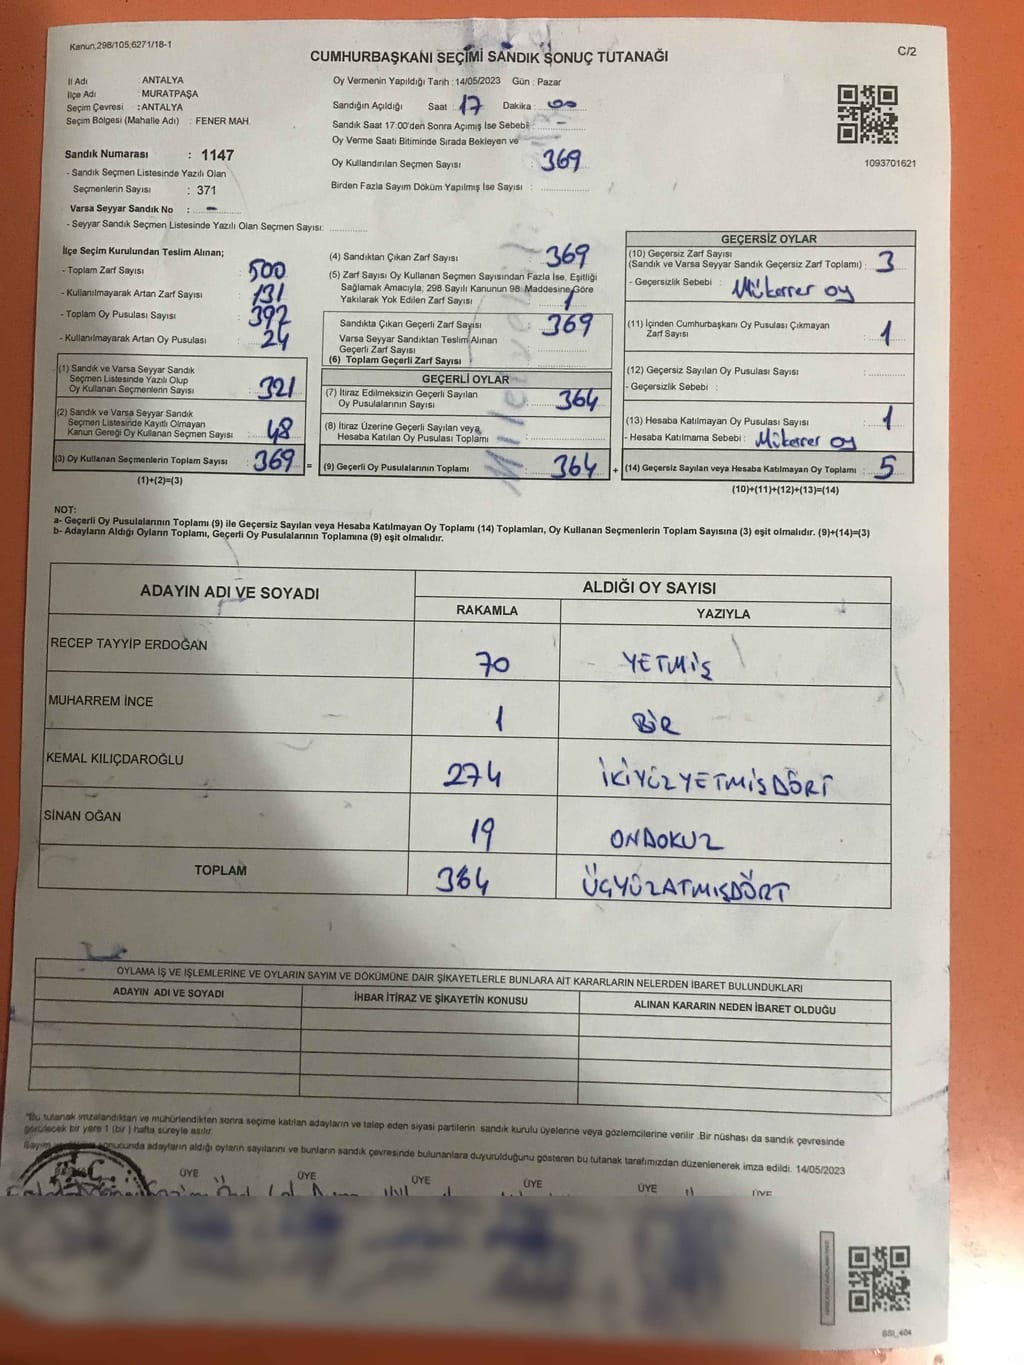 Kanun;298/105;6271/18-1
C/2
CUMHURBAŞKANI SEÇİMİ SANDIK SONUÇ TUTANAĞI
İl Adı : ANTALYA
İlçe Adı : MURATPAŞA
Seçim Çevresi : ANTALYA
Seçim Bölgesi (Mahalle Adı) : FENER MAH.
Oy Vermenin Yapıldığı Tarih : 14/05/2023 Gün : Pazar
Sandığın Açıldığı Saat : 17 Dakika : 00
Sandık Saat 17:00'den Sonra Açmış İse Sebebi : -
Oy Verme Saati Bitiminde Sırada Bekleyen ve
Oy Kullandırılan Seçmen Sayısı : 369
Birden Fazla Sayım Döküm Yapılmış İse Sayısı :
1093701621
Sandık Numarası : 1147
- Sandık Seçmen Listesinde Yazılı Olan
Seçmenlerin Sayısı : 371
Varsa Seyyar Sandık No : -
- Seyyar Sandık Seçmen Listesinde Yazılı Olan Seçmen Sayısı:
İlçe Seçim Kurulundan Teslim Alınan;
- Toplam Zarf Sayısı : 500
- Kullanılmayarak Artan Zarf Sayısı : 131
- Toplam Oy Pusulası Sayısı : 392
- Kullanılmayarak Artan Oy Pusulası : 24
(1) Sandık ve Varsa Seyyar Sandık
Seçmen Listesinde Yazılı Olup
Oy Kullanan Seçmenlerin Sayısı : 321
(2) Sandık ve Varsa Seyyar Sandık
Seçmen Listesinde Kayıtlı Olmayan
Kanun Gereği Oy Kullanan Seçmen Sayısı : 48
(3) Oy Kullanan Seçmenlerin Toplam Sayısı : 369 =
(1)+(2)=(3)
(4) Sandıktan Çıkan Zarf Sayısı : 369
(5) Zarf Sayısı Oy Kullanan Seçmen Sayısından Fazla İse, Eşitliği
Sağlamak Amacıyla; 298 Sayılı Kanunun 98. Maddesine Göre
Yakılarak Yok Edilen Zarf Sayısı :
Sandıkta Çıkan Geçerli Zarf Sayısı : 369
Varsa Seyyar Sandıktan Teslim Alınan
Geçerli Zarf Sayısı
(6) Toplam Geçerli Zarf Sayısı
GEÇERLİ OYLAR
(7) İtiraz Edilmeksizin Geçerli Sayılan
Oy Pusulalarının Sayısı : 364
(8) İtiraz Üzerine Geçerli Sayılan veya
Hesaba Katılan Oy Pusulası Toplamı
(9) Geçerli Oy Pusulalarının Toplamı : 364 +
GEÇERSİZ OYLAR
(10) Geçersiz Zarf Sayısı
(Sandık ve Varsa Seyyar Sandık Geçersiz Zarf Toplamı) : 3
- Geçersizlik Sebebi : Mükerrer oy
(11) İçinden Cumhurbaşkanı Oy Pusulası Çıkmayan
Zarf Sayısı : 1
(12) Geçersiz Sayılan Oy Pusulası Sayısı :
- Geçersizlik Sebebi :
(13) Hesaba Katılmayan Oy Pusulası Sayısı : 1
- Hesaba Katılmama Sebebi : Mükerrer oy
(14) Geçersiz Sayılan veya Hesaba Katılmayan Oy Toplamı : 5
(10)+(11)+(12)+(13)=(14)
NOT:
a- Geçerli Oy Pusulalarının Toplamı (9) ile Geçersiz Sayılan veya Hesaba Katılmayan Oy Toplamı (14) Toplamları, Oy Kullanan Seçmenlerin Toplam Sayısına (3) eşit olmalıdır. (9)+(14)=(3)
b- Adayların Aldığı Oyların Toplamı, Geçerli Oy Pusulalarının Toplamına (9) eşit olmalıdır.
ADAYIN ADI VE SOYADI
ALDIĞI OY SAYISI
RAKAMLA YAZIYLA
RECEP TAYYİP ERDOĞAN 70 YETMİŞ
MUHARREM İNCE 1 BİR
KEMAL KILIÇDAROĞLU 274 İKİYÜZYETMİŞDÖRT
SİNAN OĞAN 19 ONDOKUZ
TOPLAM 364 ÜÇYÜZATMIŞDÖRT
OYLAMA İŞ VE İŞLEMLERİNE VE OYLARIN SAYIM VE DÖKÜMÜNE DAİR ŞİKAYETLERLE BUNLARA AİT KARARLARIN NELERDEN İBARET BULUNDUKLARI
ADAYIN ADI VE SOYADI İHBAR İTİRAZ VE ŞİKAYETİN KONUSU ALINAN KARARIN NEDEN İBARET OLDUĞU
"Bu tutanak imzalandıktan ve mühürlendikten sonra seçime katılan adayların ve talep eden siyasi partilerin sandık kurulu üyelerine veya gözlemcilerine verilir. Bir nüshası da sandık çevresinde
görülecek bir yere 1 (bir) hafta süreyle asılır.
sonucunda adayların aldığı oyların sayılarını ve bunların sandık çevresinde bulunanlara duyurulduğunu gösteren bu tutanak tarafımızdan düzenlenerek imza edildi. 14/05/2023
ÜYE ÜYE ÜYE ÜYE ÜYE ÜYE
BSI_404